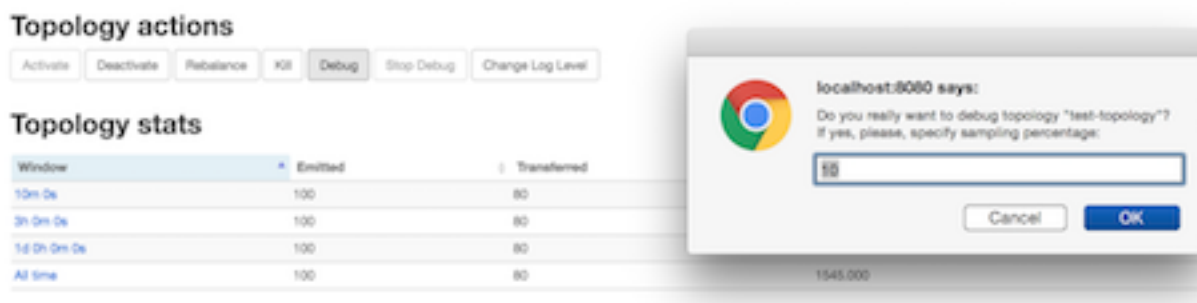 Topology actions
Activate Deactivate Rebalance Kill Debug Stop Debug Change Log Level
Topology stats
Window Emitted Transferred
10m 0s 100 80
3h 0m 0s 100 80
1d 0h 0m 0s 100 80
All time 100 80 1545.000
localhost:8080 says:
Do you really want to debug topology "test-topology"?
If yes, please, specify sampling percentage:
10
Cancel OK